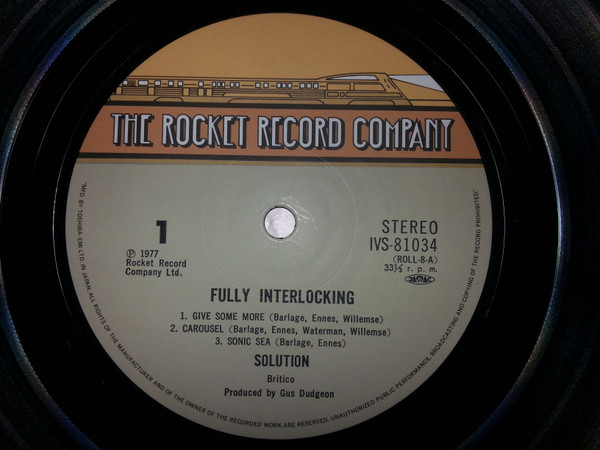 THE ROCKET RECORD COMPANY
1
℗ 1977
Rocket Record
Company Ltd.
STEREO
IVS-81034
(ROLL-8-A)
33⅓ r. p. m.
FULLY INTERLOCKING
1. GIVE SOME MORE (Barlage, Ennes, Willemse)
2. CAROUSEL (Barlage, Ennes, Waterman, Willemse)
3. SONIC SEA (Barlage, Ennes)
SOLUTION
Britico
Produced by Gus Dudgeon
"MF'D BY TOSHIBA EMI LTD. IN JAPAN. ALL RIGHTS OF THE MANUFACTURER AND OF THE OWNER OF THE RECORDED WORK ARE RESERVED. UNAUTHORIZED PUBLIC PERFORMANCE, BROADCASTING AND COPYING OF THE RECORD PROHIBITED."